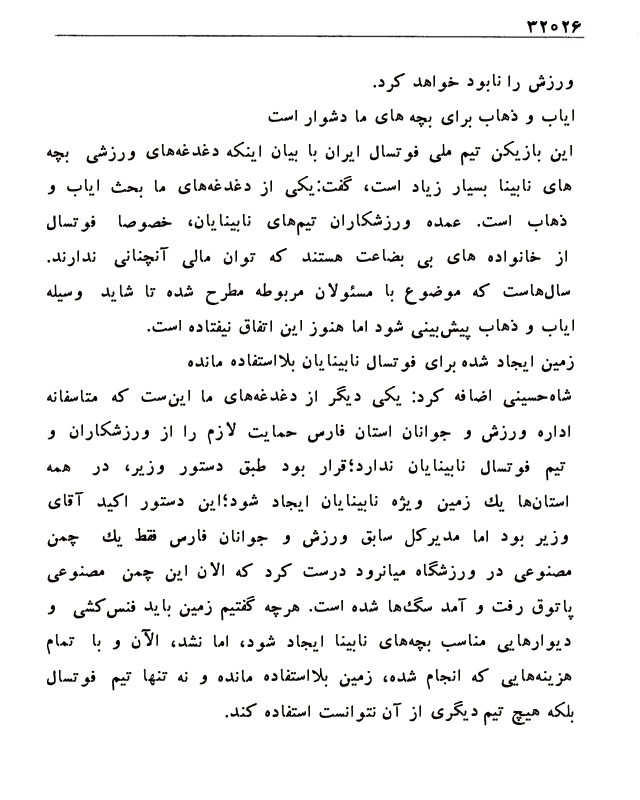 ۳۲۰۲۶
ورزش را نابود خواهد کرد.
ایاب و ذهاب برای بچه های ما دشوار است
این بازیکن تیم ملی فوتسال ایران با بیان اینکه دغدغه‌های ورزشی بچه
های نابینا بسیار زیاد است، گفت:یکی از دغدغه‌های ما بحث ایاب و
ذهاب است. عمده ورزشکاران تیم‌های نابینایان، خصوصا فوتسال
از خانواده های بی بضاعت هستند که توان مالی آنچنانی ندارند.
سال‌هاست که موضوع با مسئولان مربوطه مطرح شده تا شاید وسیله
ایاب و ذهاب پیش‌بینی شود اما هنوز این اتفاق نیفتاده است.
زمین ایجاد شده برای فوتسال نابینایان بلااستفاده مانده
شاه‌حسینی اضافه کرد: یکی دیگر از دغدغه‌های ما این‌ست که متاسفانه
اداره ورزش و جوانان استان فارس حمایت لازم را از ورزشکاران و
تیم فوتسال نابینایان ندارد؛قرار بود طبق دستور وزیر، در همه
استان‌ها یك زمین ویژه نابینایان ایجاد شود؛این دستور اکید آقای
وزیر بود اما مدیرکل سابق ورزش و جوانان فارس فقط یك چمن
مصنوعی در ورزشگاه میانرود درست کرد که الان این چمن مصنوعی
پاتوق رفت و آمد سگ‌ها شده است. هرچه گفتیم زمین باید فنس‌کشی و
دیوارهایی مناسب بچه‌های نابینا ایجاد شود، اما نشد، الآن و با تمام
هزینه‌هایی که انجام شده، زمین بلااستفاده مانده و نه تنها تیم فوتسال
بلکه هیچ تیم دیگری از آن نتوانست استفاده کند.